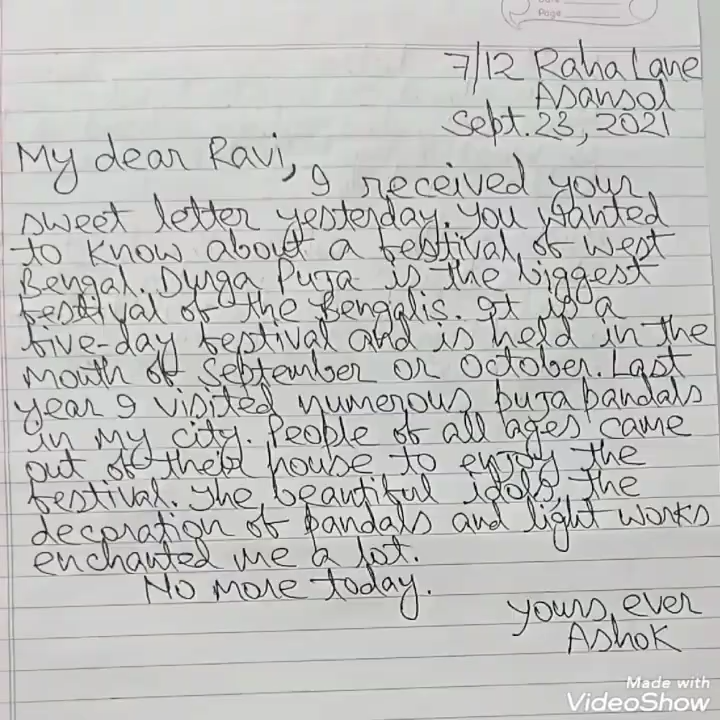 Page
7/12 Raha Lane
Asansol
Sept. 23, 2021
My dear Ravi,
I received your
sweet letter yesterday. You wanted
to know about a festival of west
Bengal. Durga Puja is the biggest
festival of the Bengalis. It is a
five-day festival and is held in the
month of September or October. Last
year I visited numerous puja pandals
in my city. People of all ages came
out of their house to enjoy the
festival. The beautiful idols, the
decoration of pandals and light works
enchanted me a lot.
No more today.
Yours ever
Ashok
Made with
VideoShow